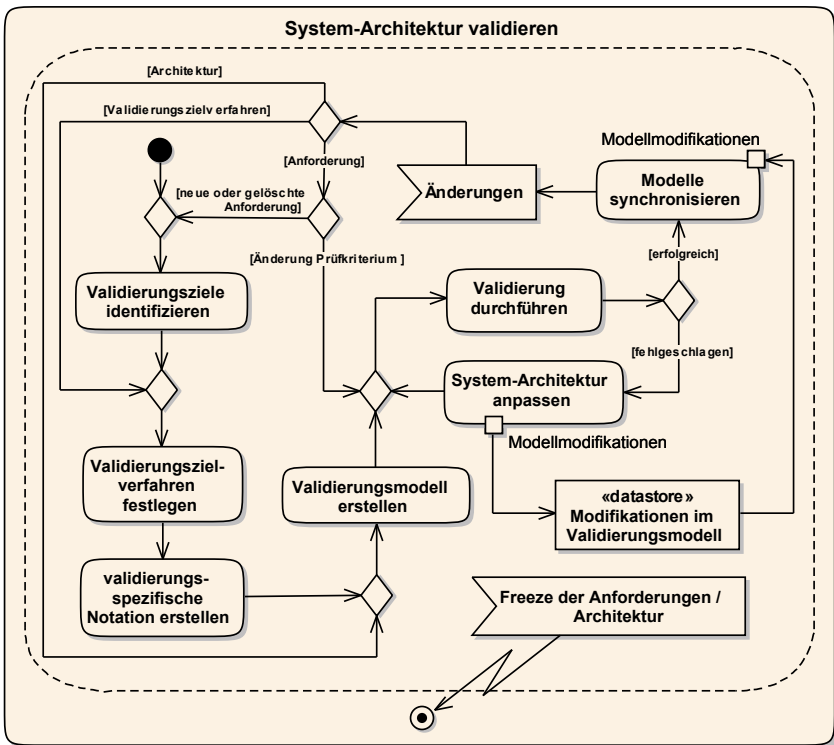 System-Architektur validieren
[Architektur]
[Validierungszielverfahren]
[Anforderung]
[neue oder gelöschte
Anforderung]
[Änderung Prüfkriterium ]
Änderungen
Modellmodifikationen
Modelle
synchronisieren
[erfolgreich]
Validierungsziele
identifizieren
Validierung
durchführen
[fehlgeschlagen]
System-Architektur
anpassen
Modellmodifikationen
Validierungsziel-
verfahren
festlegen
Validierungsmodell
erstellen
«datastore»
Modifikationen im
Validierungsmodell
validierungs-
spezifische
Notation erstellen
Freeze der Anforderungen /
Architektur